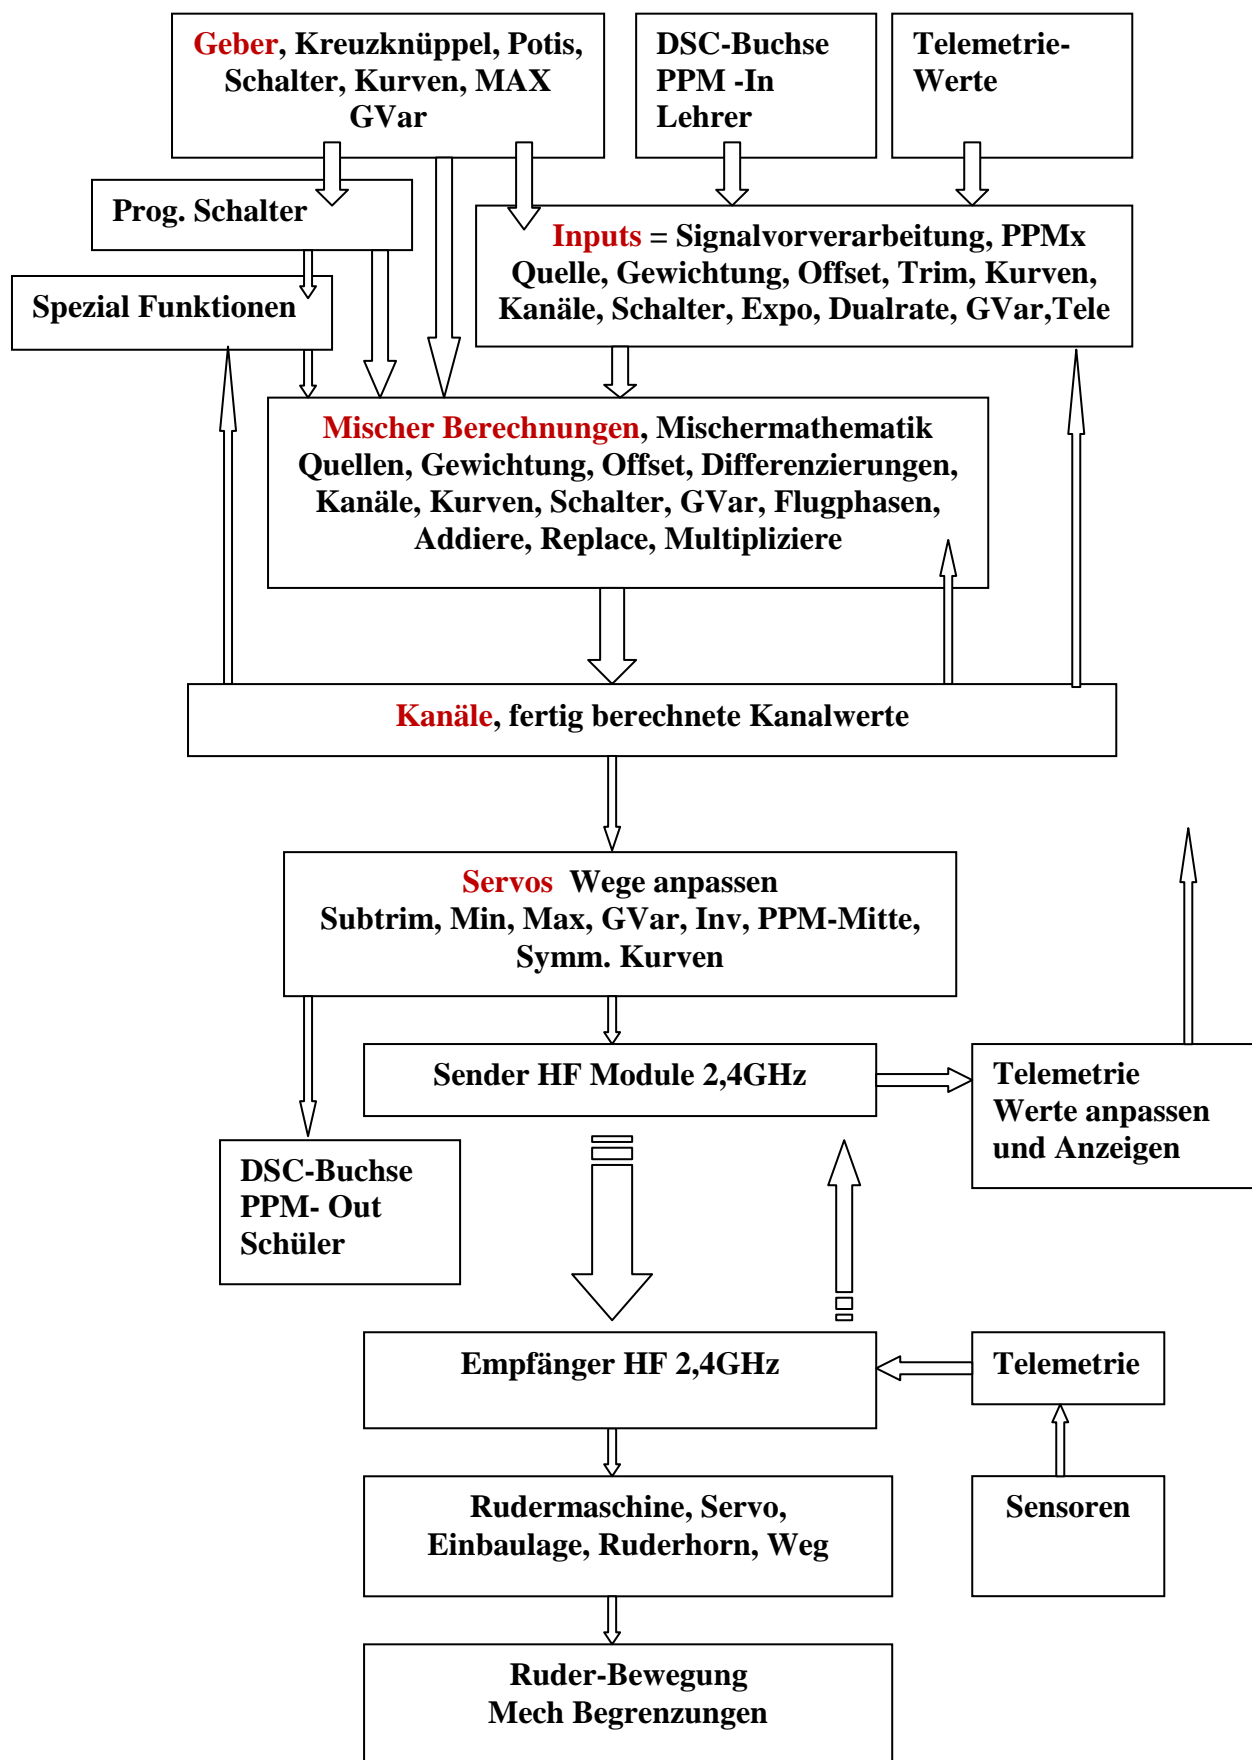 Geber, Kreuzknüppel, Potis,
Schalter, Kurven, MAX
GVar
DSC-Buchse
PPM -In
Lehrer
Telemetrie-
Werte
Prog. Schalter
Inputs = Signalvorverarbeitung, PPMx
Quelle, Gewichtung, Offset, Trim, Kurven,
Kanäle, Schalter, Expo, Dualrate, GVar,Tele
Spezial Funktionen
Mischer Berechnungen, Mischermathematik
Quellen, Gewichtung, Offset, Differenzierungen,
Kanäle, Kurven, Schalter, GVar, Flugphasen,
Addiere, Replace, Multipliziere
Kanäle, fertig berechnete Kanalwerte
Servos Wege anpassen
Subtrim, Min, Max, GVar, Inv, PPM-Mitte,
Symm. Kurven
Sender HF Module 2,4GHz
Telemetrie
Werte anpassen
und Anzeigen
DSC-Buchse
PPM- Out
Schüler
Empfänger HF 2,4GHz
Telemetrie
Rudermaschine, Servo,
Einbaulage, Ruderhorn, Weg
Sensoren
Ruder-Bewegung
Mech Begrenzungen